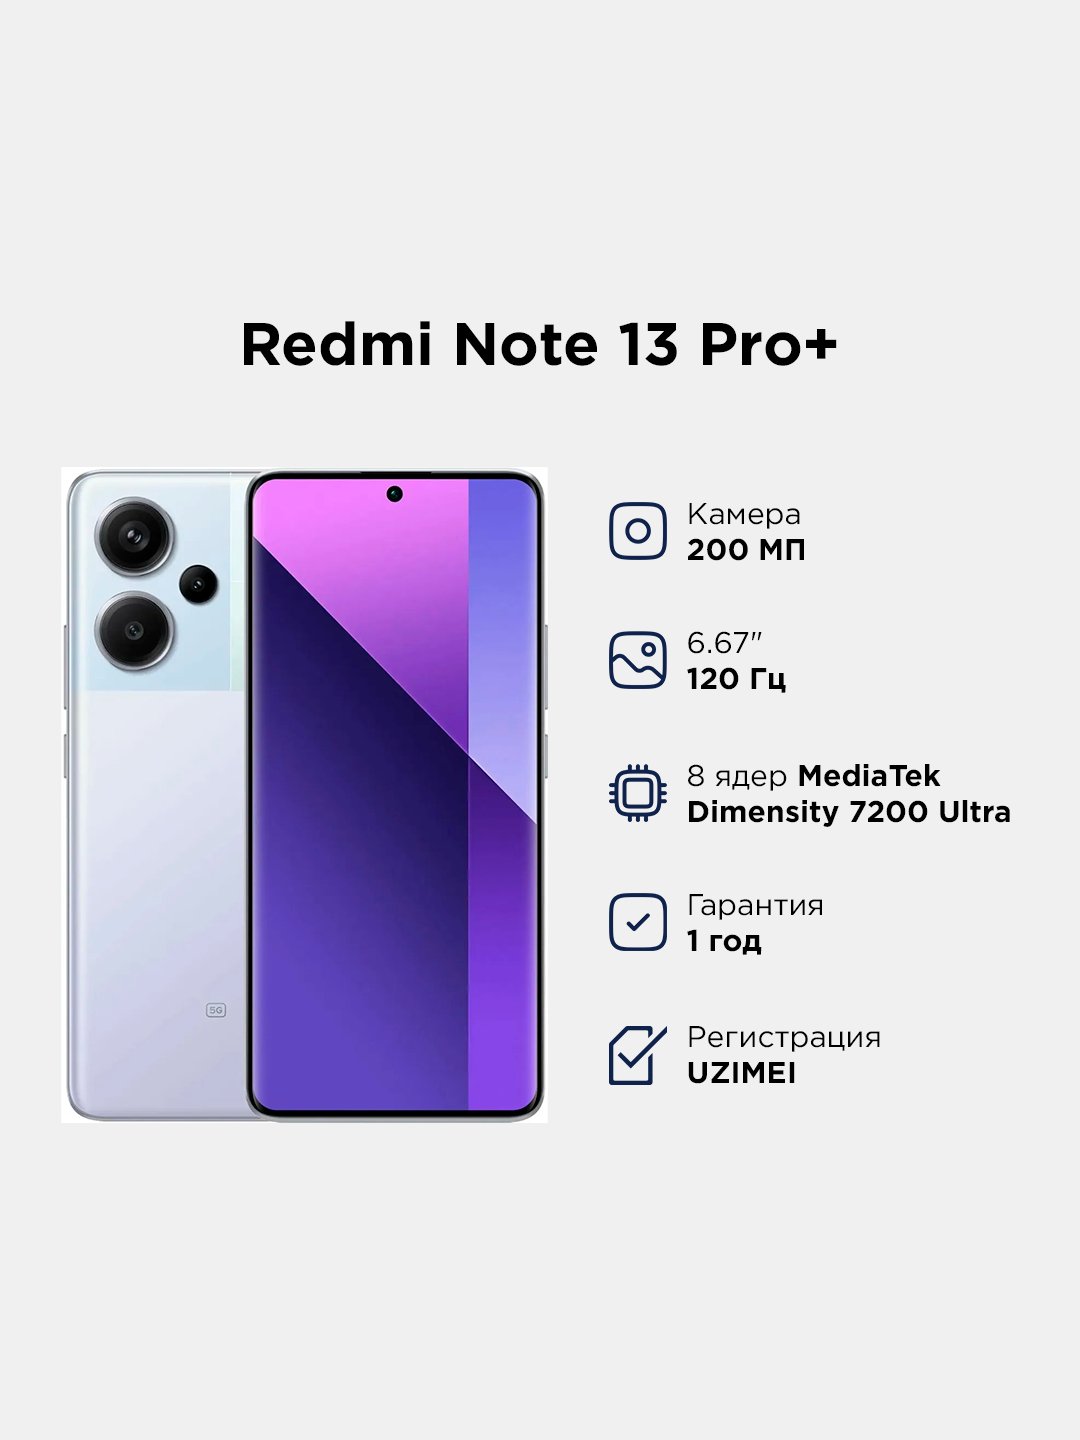 Redmi Note 13 Pro+
Камера
200 МП
6.67"
120 Гц
8 ядер MediaTek
Dimensity 7200 Ultra
Гарантия
1 год
Регистрация
UZIMEI
5G